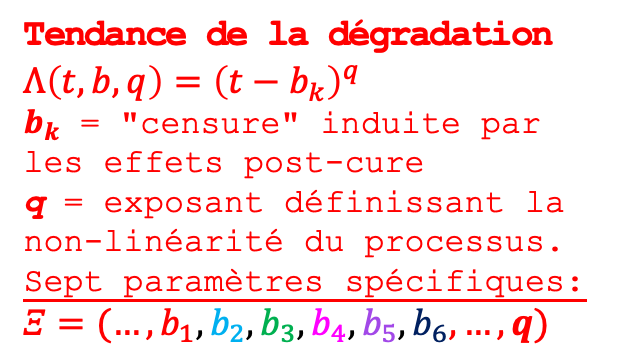 Tendance de la dégradation
Λ(t, b, q) = (t − b_k)^q
b_k = "censure" induite par
les effets post-cure
q = exposant définissant la
non-linéarité du processus.
Sept paramètres spécifiques:
Ξ = (…, b_1, b_2, b_3, b_4, b_5, b_6, …, q)